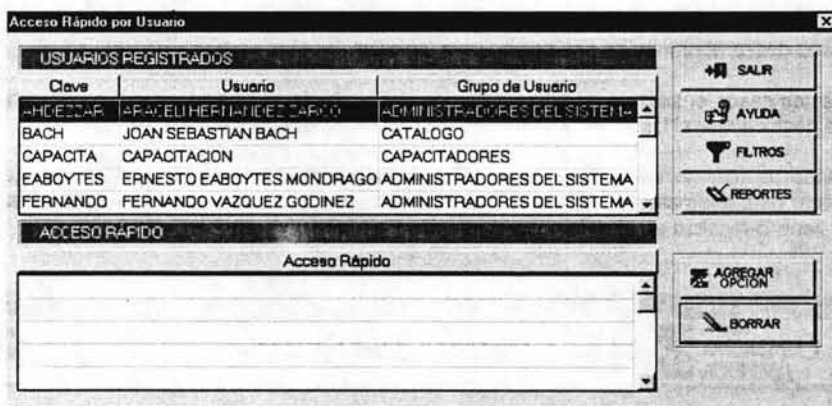 Acceso Rápido por Usuario
USUARIOS REGISTRADOS
Clave Usuario Grupo de Usuario
AHDEZZAR ARACELI HERNANDEZ ZARCO ADMINISTRADORES DEL SISTEMA
BACH JOAN SEBASTIAN BACH CATALOGO
CAPACITA CAPACITACION CAPACITADORES
EABOYTES ERNESTO EABOYTES MONDRAGO ADMINISTRADORES DEL SISTEMA
FERNANDO FERNANDO VAZQUEZ GODINEZ ADMINISTRADORES DEL SISTEMA
ACCESO RÁPIDO
Acceso Rápido
SALIR
AYUDA
FILTROS
REPORTES
AGREGAR
OPCION
BORRAR